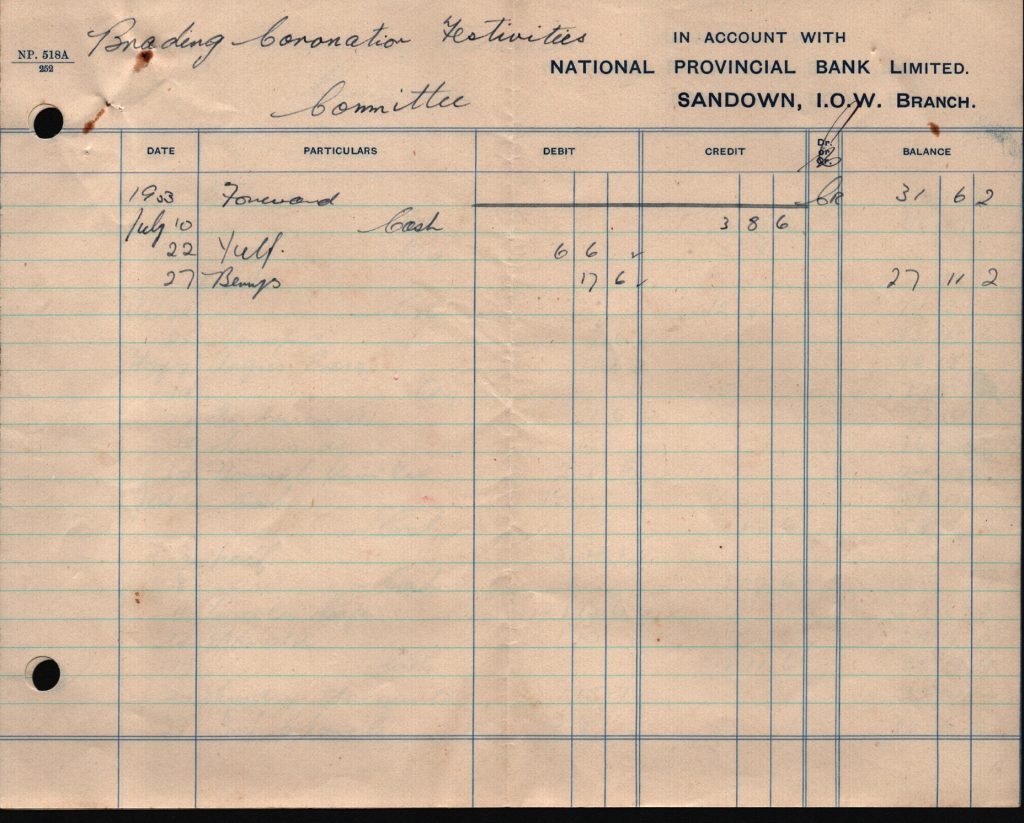 Brading Coronation Festivities
Committee
NP. 518A
252
IN ACCOUNT WITH
NATIONAL PROVINCIAL BANK LIMITED.
SANDOWN, I.O.W. BRANCH.
DATE PARTICULARS DEBIT CREDIT Dr. or Cr. BALANCE
1953 Forward CR 31 6 2
July 10 Cash 3 8 6
22 6 6
27 17 6 27 11 2